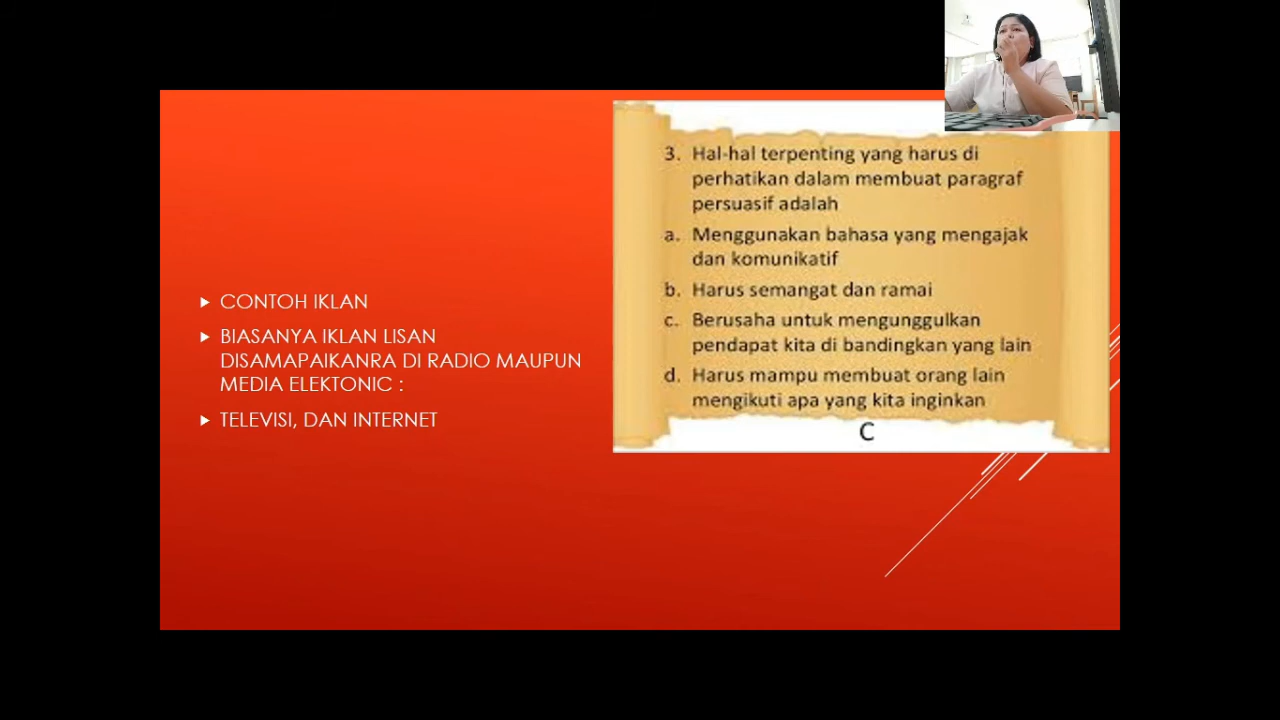 CONTOH IKLAN
BIASANYA IKLAN LISAN
DISAMAPAIKANRA DI RADIO MAUPUN
MEDIA ELEKTONIC :
TELEVISI, DAN INTERNET
3. Hal-hal terpenting yang harus di
perhatikan dalam membuat paragraf
persuasif adalah
a. Menggunakan bahasa yang mengajak
dan komunikatif
b. Harus semangat dan ramai
c. Berusaha untuk mengunggulkan
pendapat kita di bandingkan yang lain
d. Harus mampu membuat orang lain
mengikuti apa yang kita inginkan
C